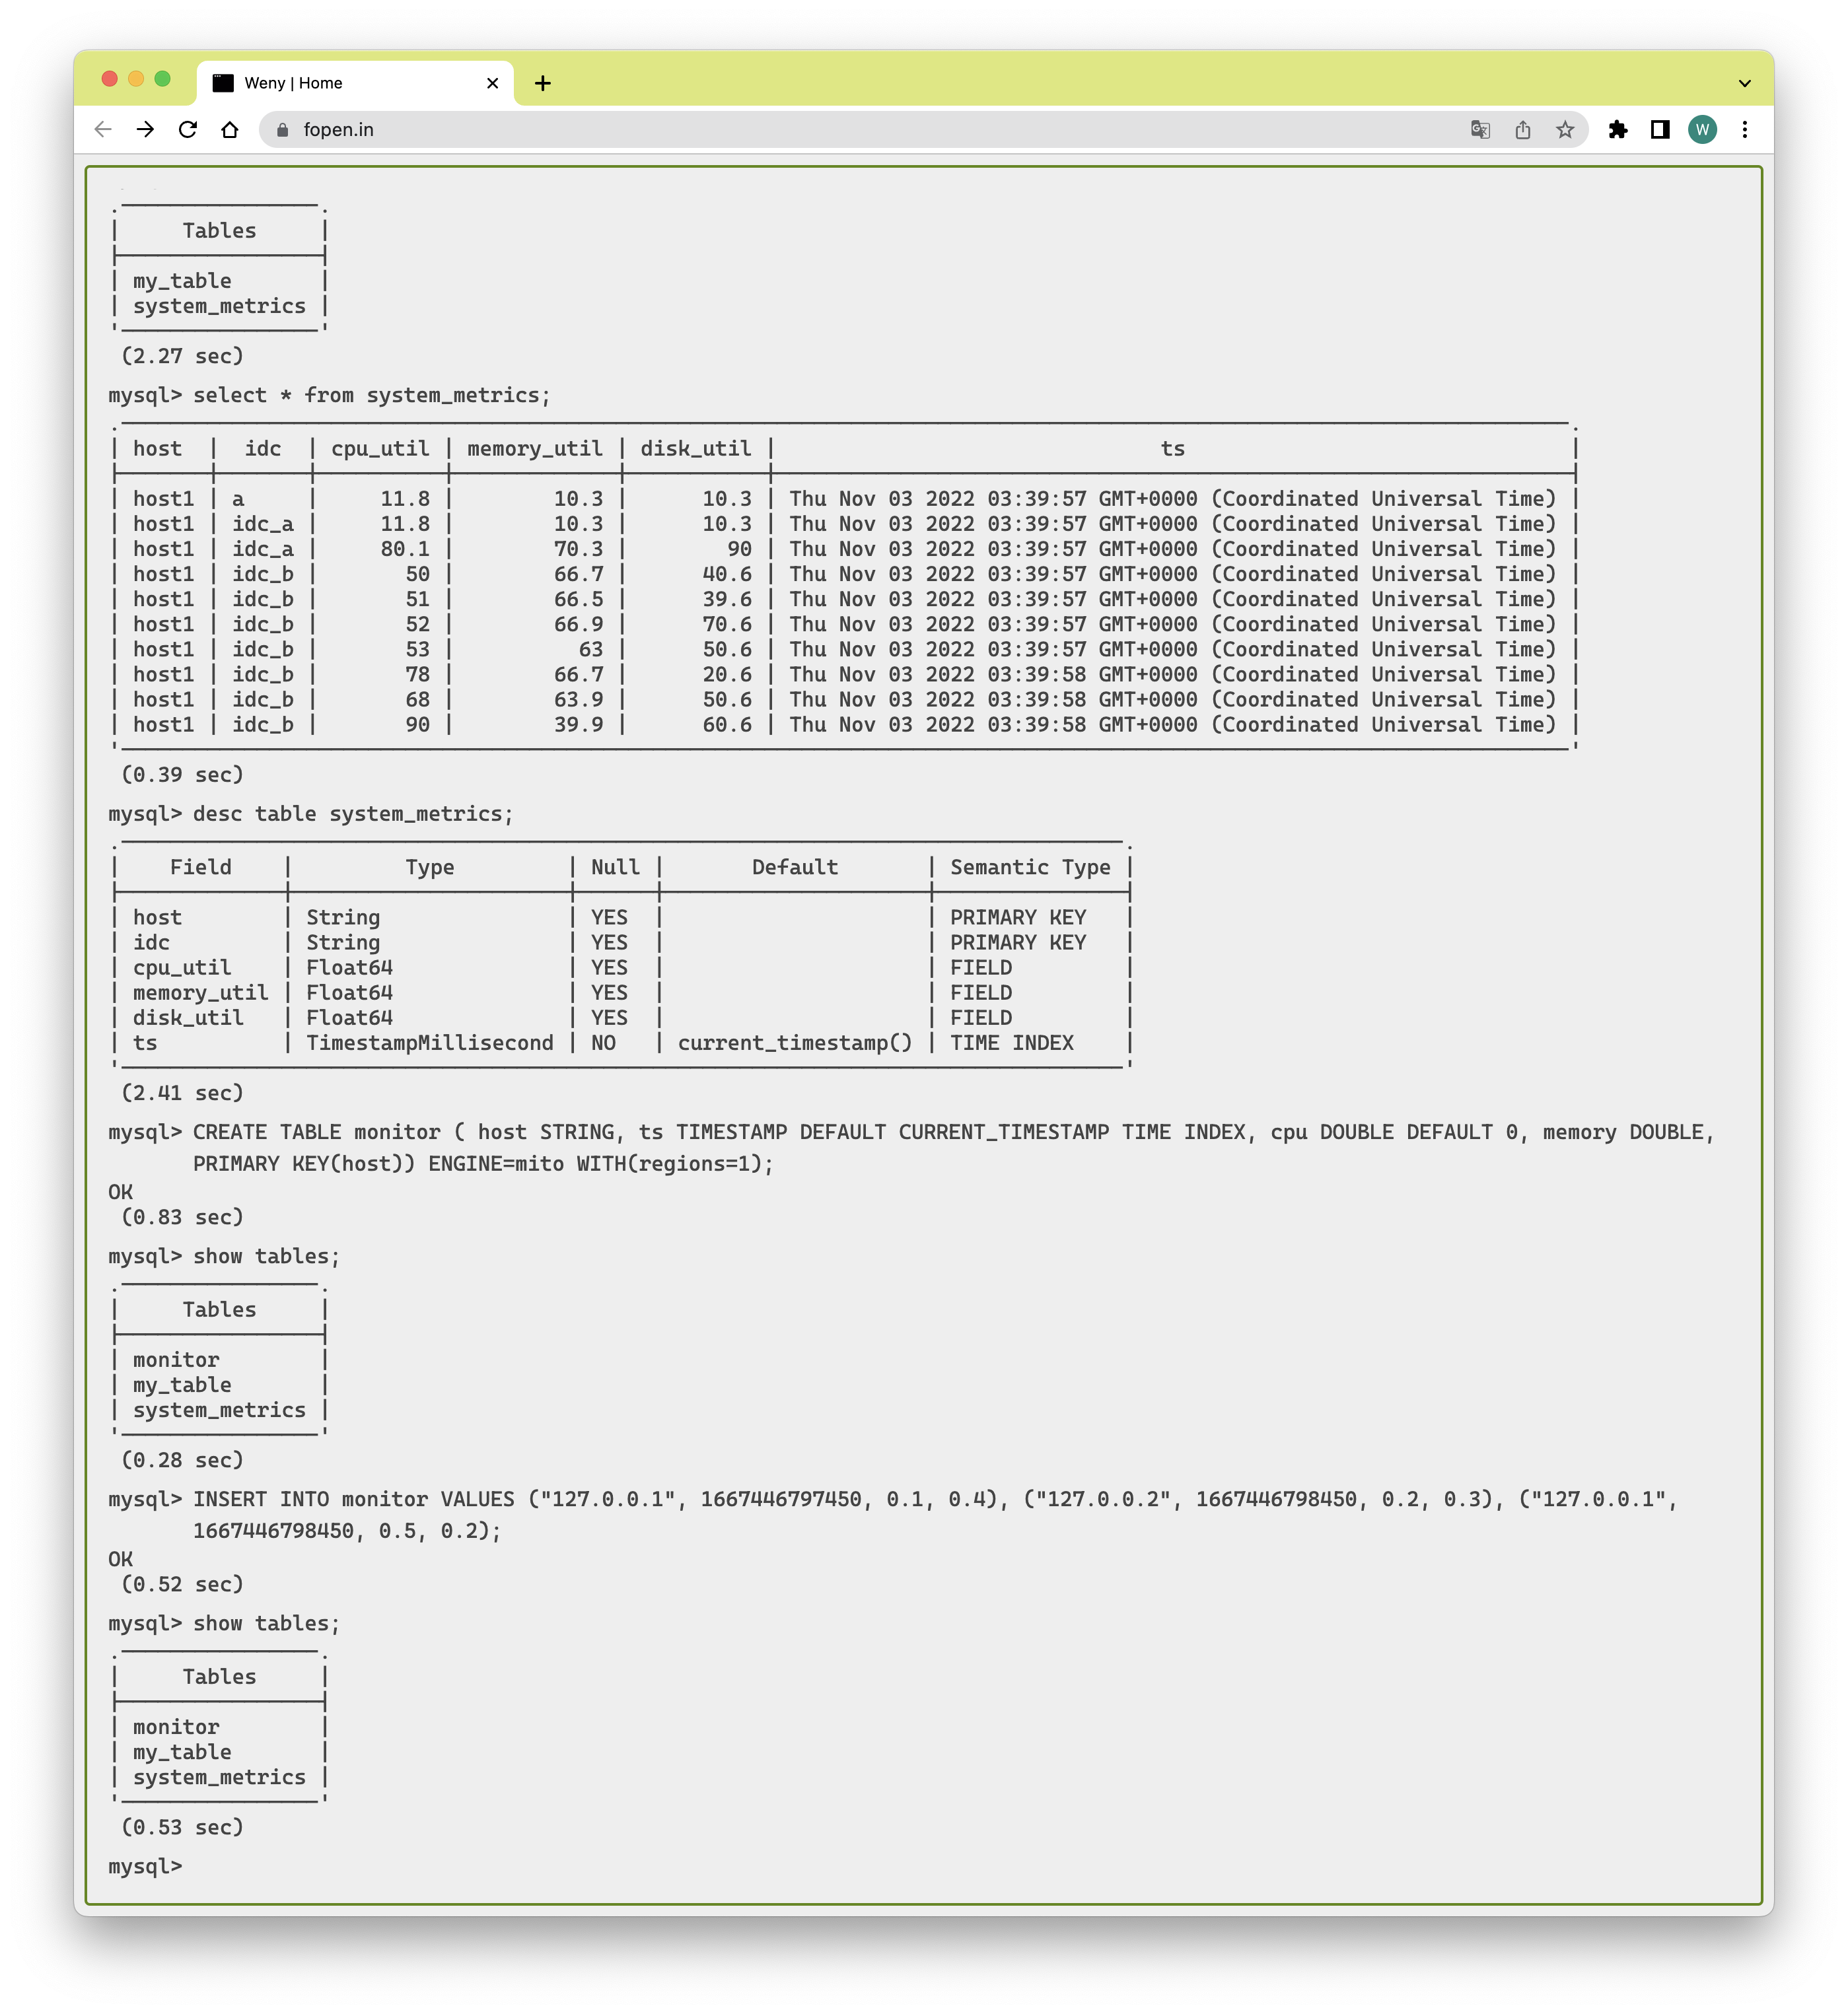 Weny | Home
fopen.in
W
Tables
my_table
system_metrics
(2.27 sec)
mysql> select * from system_metrics;
| host | idc | cpu_util | memory_util | disk_util | ts |
| host1 | a | 11.8 | 10.3 | 10.3 | Thu Nov 03 2022 03:39:57 GMT+0000 (Coordinated Universal Time) |
| host1 | idc_a | 11.8 | 10.3 | 10.3 | Thu Nov 03 2022 03:39:57 GMT+0000 (Coordinated Universal Time) |
| host1 | idc_a | 80.1 | 70.3 | 90 | Thu Nov 03 2022 03:39:57 GMT+0000 (Coordinated Universal Time) |
| host1 | idc_b | 50 | 66.7 | 40.6 | Thu Nov 03 2022 03:39:57 GMT+0000 (Coordinated Universal Time) |
| host1 | idc_b | 51 | 66.5 | 39.6 | Thu Nov 03 2022 03:39:57 GMT+0000 (Coordinated Universal Time) |
| host1 | idc_b | 52 | 66.9 | 70.6 | Thu Nov 03 2022 03:39:57 GMT+0000 (Coordinated Universal Time) |
| host1 | idc_b | 53 | 63 | 50.6 | Thu Nov 03 2022 03:39:57 GMT+0000 (Coordinated Universal Time) |
| host1 | idc_b | 78 | 66.7 | 20.6 | Thu Nov 03 2022 03:39:58 GMT+0000 (Coordinated Universal Time) |
| host1 | idc_b | 68 | 63.9 | 50.6 | Thu Nov 03 2022 03:39:58 GMT+0000 (Coordinated Universal Time) |
| host1 | idc_b | 90 | 39.9 | 60.6 | Thu Nov 03 2022 03:39:58 GMT+0000 (Coordinated Universal Time) |
(0.39 sec)
mysql> desc table system_metrics;
| Field | Type | Null | Default | Semantic Type |
| host | String | YES | | PRIMARY KEY |
| idc | String | YES | | PRIMARY KEY |
| cpu_util | Float64 | YES | | FIELD |
| memory_util | Float64 | YES | | FIELD |
| disk_util | Float64 | YES | | FIELD |
| ts | TimestampMillisecond | NO | current_timestamp() | TIME INDEX |
(2.41 sec)
mysql> CREATE TABLE monitor ( host STRING, ts TIMESTAMP DEFAULT CURRENT_TIMESTAMP TIME INDEX, cpu DOUBLE DEFAULT 0, memory DOUBLE,
PRIMARY KEY(host)) ENGINE=mito WITH(regions=1);
OK
(0.83 sec)
mysql> show tables;
Tables
monitor
my_table
system_metrics
(0.28 sec)
mysql> INSERT INTO monitor VALUES ("127.0.0.1", 1667446797450, 0.1, 0.4), ("127.0.0.2", 1667446798450, 0.2, 0.3), ("127.0.0.1",
1667446798450, 0.5, 0.2);
OK
(0.52 sec)
mysql> show tables;
Tables
monitor
my_table
system_metrics
(0.53 sec)
mysql>